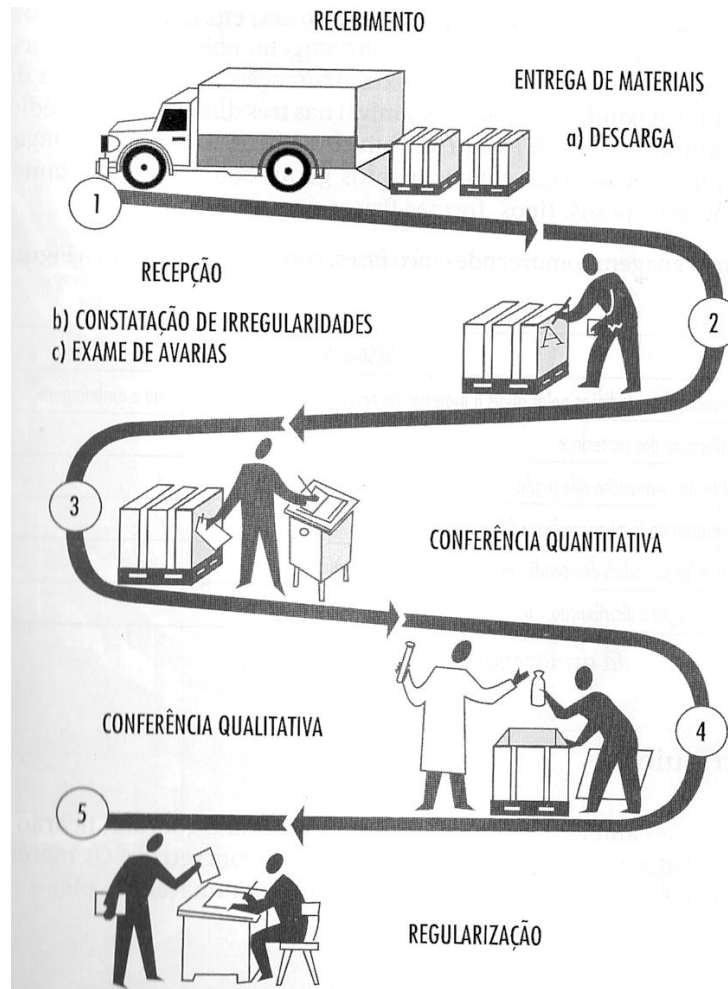 RECEBIMENTO
ENTREGA DE MATERIAIS
a) DESCARGA
1
RECEPÇÃO
b) CONSTATAÇÃO DE IRREGULARIDADES
c) EXAME DE AVARIAS
A
2
3
CONFERÊNCIA QUANTITATIVA
CONFERÊNCIA QUALITATIVA
4
5
REGULARIZAÇÃO